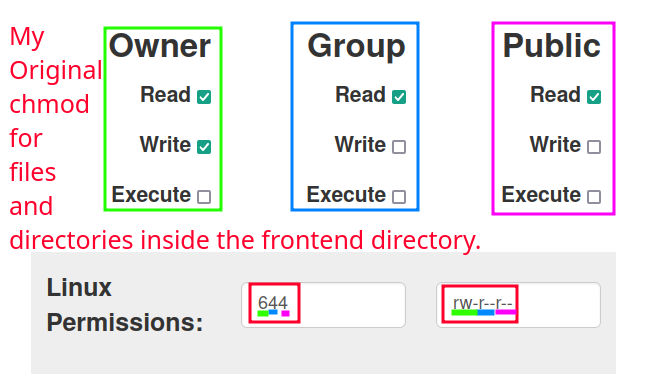 My
Original
chmod
for
files
and
directories inside the frontend directory.
Owner
Read
Write
Execute
Group
Read
Write
Execute
Public
Read
Write
Execute
Linux
Permissions:
644
rw-r--r--